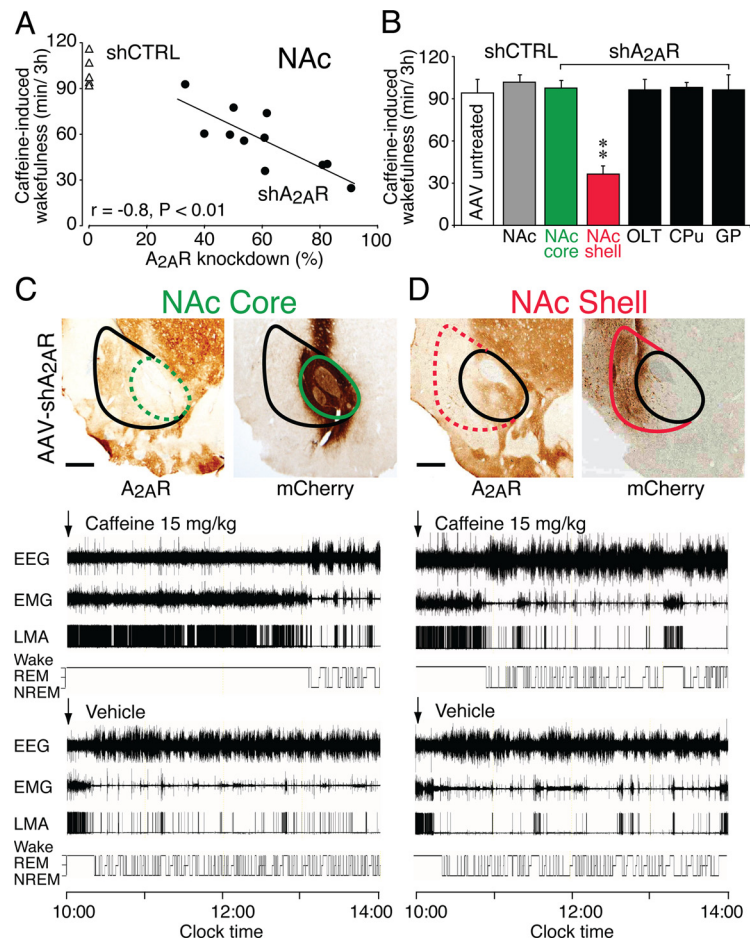 A
B
NAc
shCTRL
Caffeine-induced
wakefulness (min/ 3h)
120
90
60
30
0
shA2AR
r = -0.8, P < 0.01
0 20 40 60 80 100
A2AR knockdown (%)
shCTRL shA2AR
Caffeine-induced
wakefulness (min/ 3h)
120
90
60
30
0
**
AAV untreated
NAc NAc core NAc shell OLT CPu GP
C NAc Core
D NAc Shell
AAV-shA2AR
A2AR mCherry
A2AR mCherry
Caffeine 15 mg/kg
Caffeine 15 mg/kg
EEG
EMG
LMA
Wake
REM
NREM
Vehicle
Vehicle
EEG
EMG
LMA
Wake
REM
NREM
10:00 12:00 14:00
10:00 12:00 14:00
Clock time
Clock time